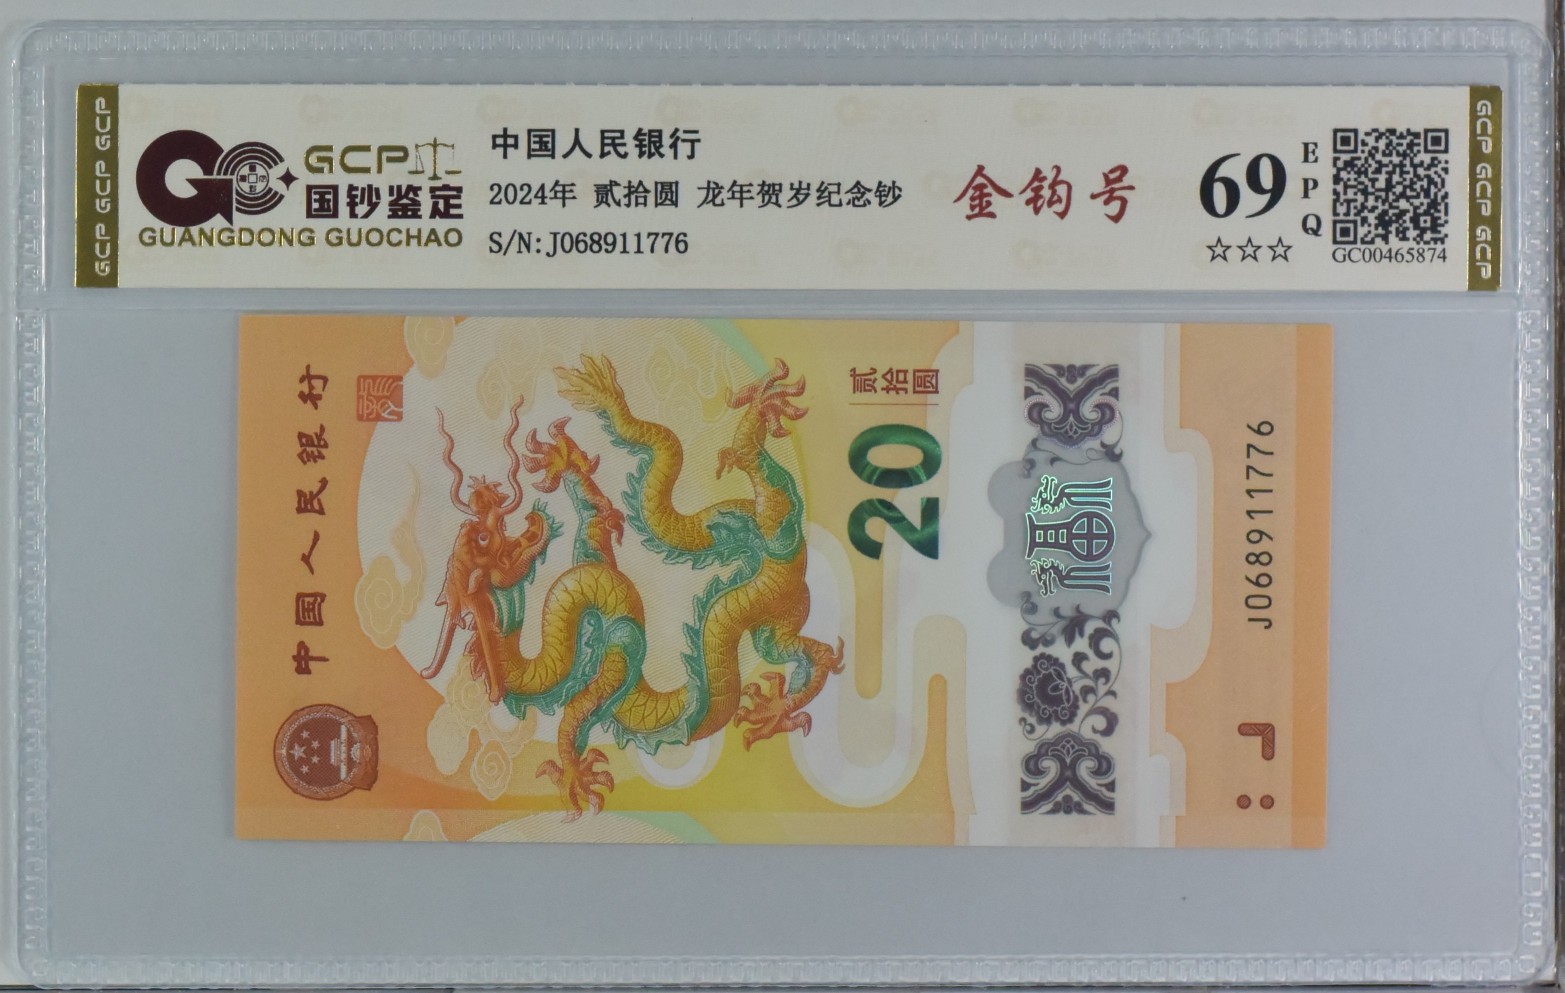 GCP GCP GCP
GCP
国钞鉴定
GUANGDONG GUOCHAO
中国人民银行
2024年 贰拾圆 龙年贺岁纪念钞
S/N:J068911776
金钩号
69
EPQ
☆☆☆
GC00465874
GCP GCP GCP
中国人民银行
贰拾圆
20
J068911776